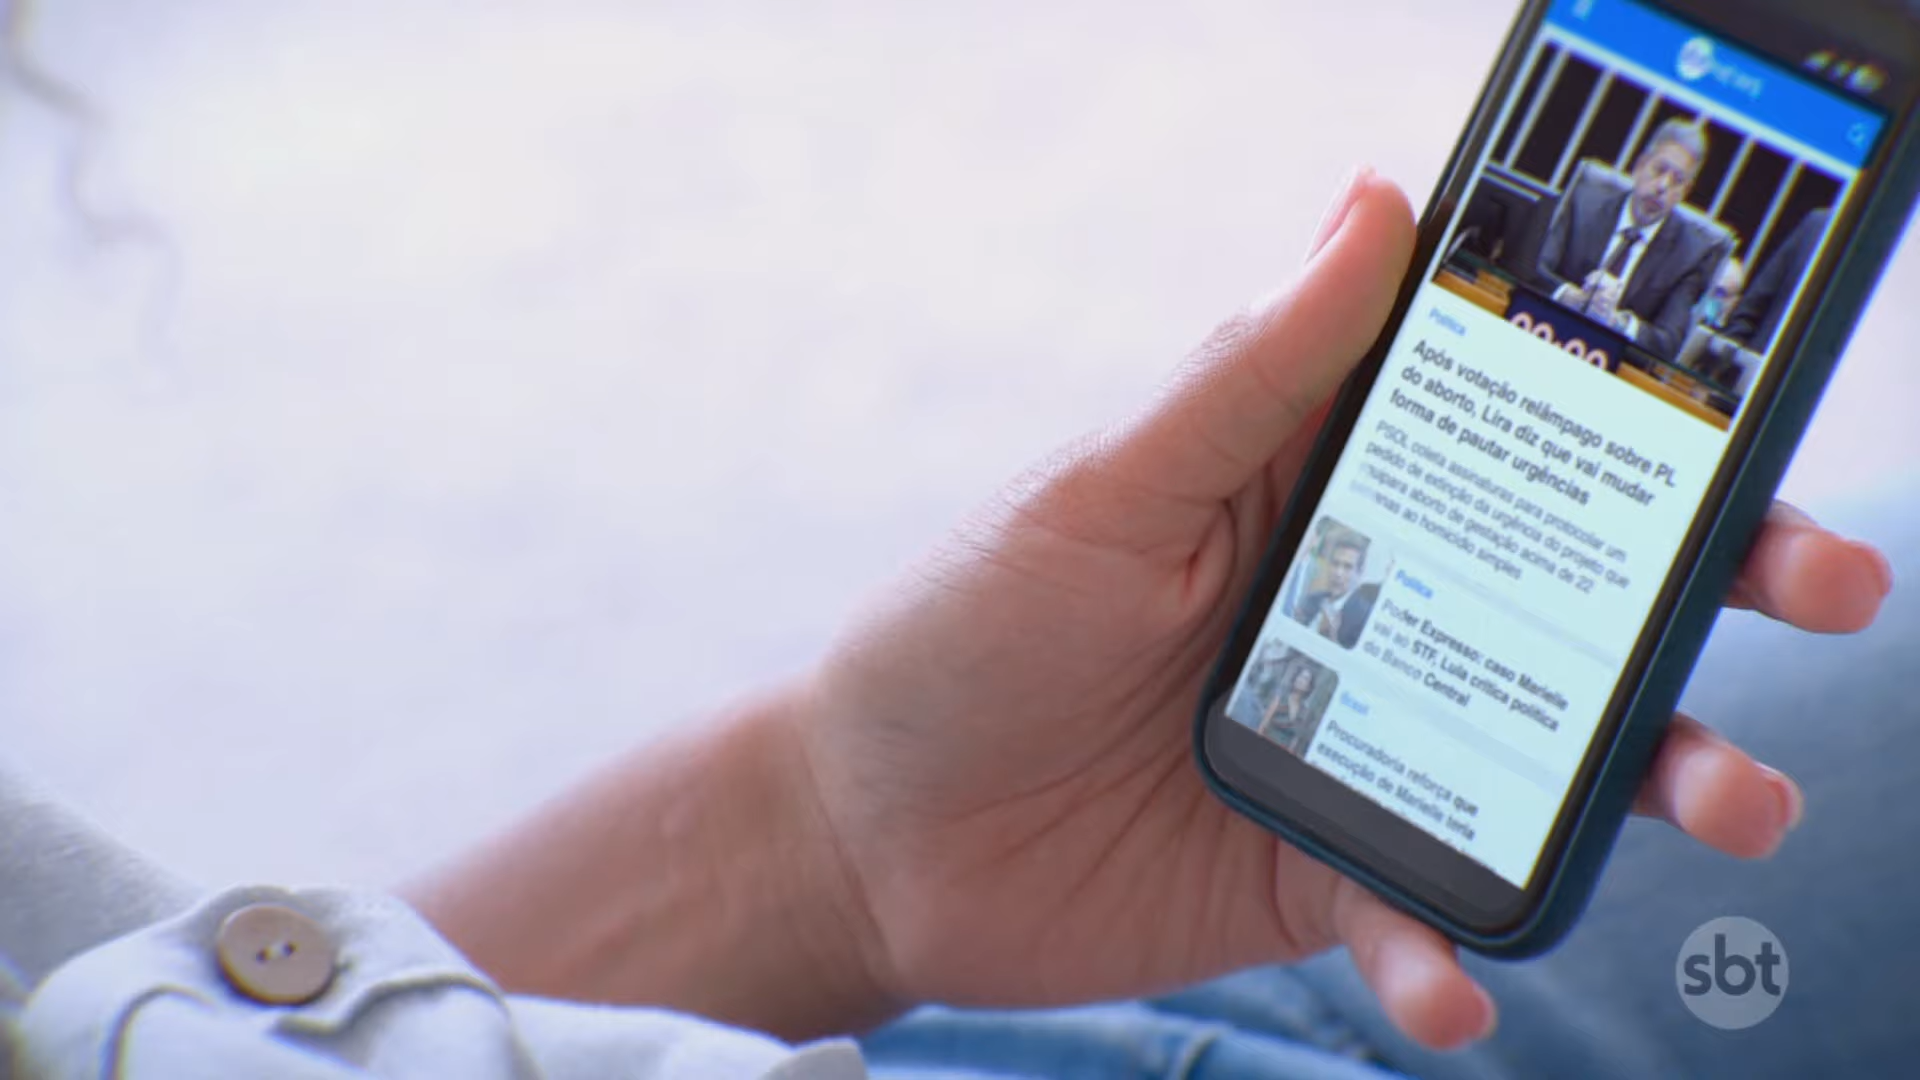 news
Política
Após votação relâmpago sobre PL
do aborto, Lira diz que vai mudar
forma de pautar urgências
PSOL coleta assinaturas para protocolar um
pedido de extinção da urgência do projeto que
equipara aborto de gestação acima de 22
semanas ao homicídio simples
Política
Poder Expresso: caso Marielle
vai ao STF, Lula critica política
do Banco Central
Brasil
Procuradoria reforça que
execução de Marielle teria
sbt